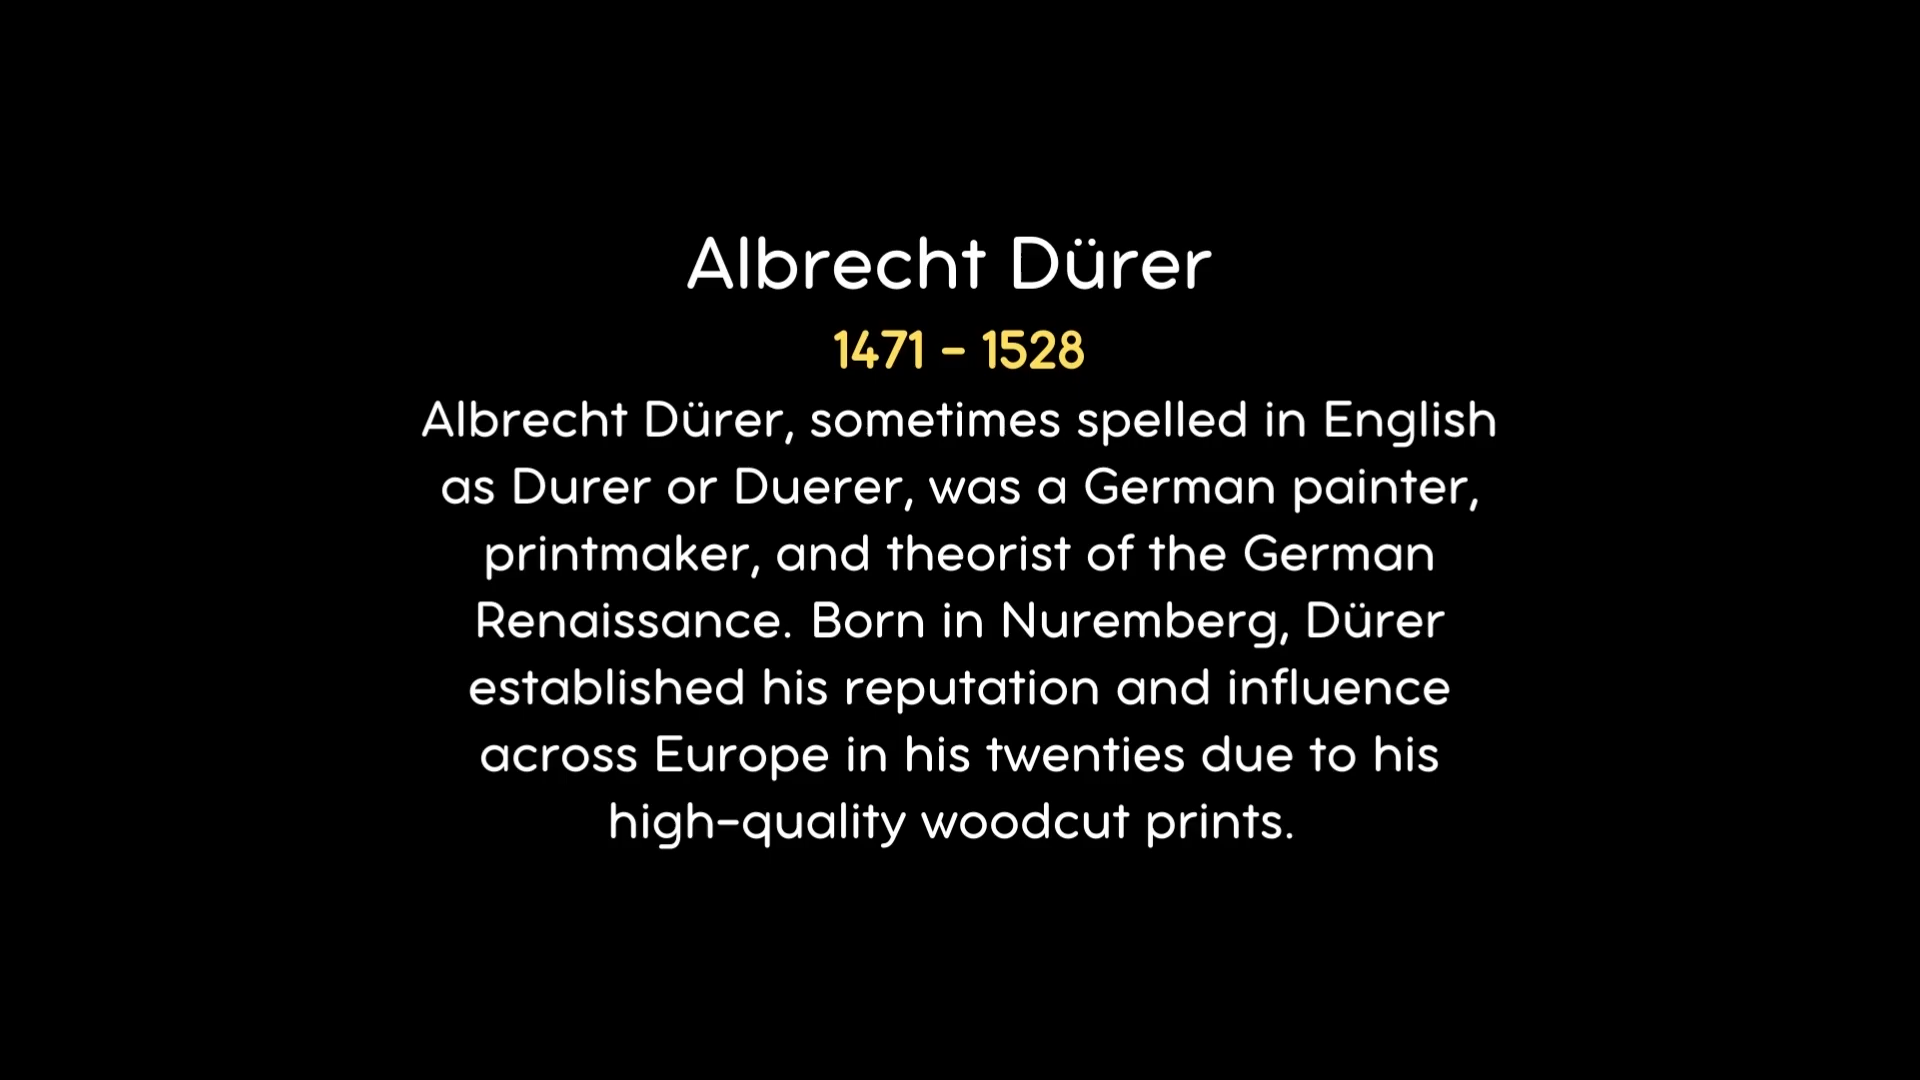 Albrecht Dürer
1471 - 1528
Albrecht Dürer, sometimes spelled in English
as Durer or Duerer, was a German painter,
printmaker, and theorist of the German
Renaissance. Born in Nuremberg, Dürer
established his reputation and influence
across Europe in his twenties due to his
high-quality woodcut prints.